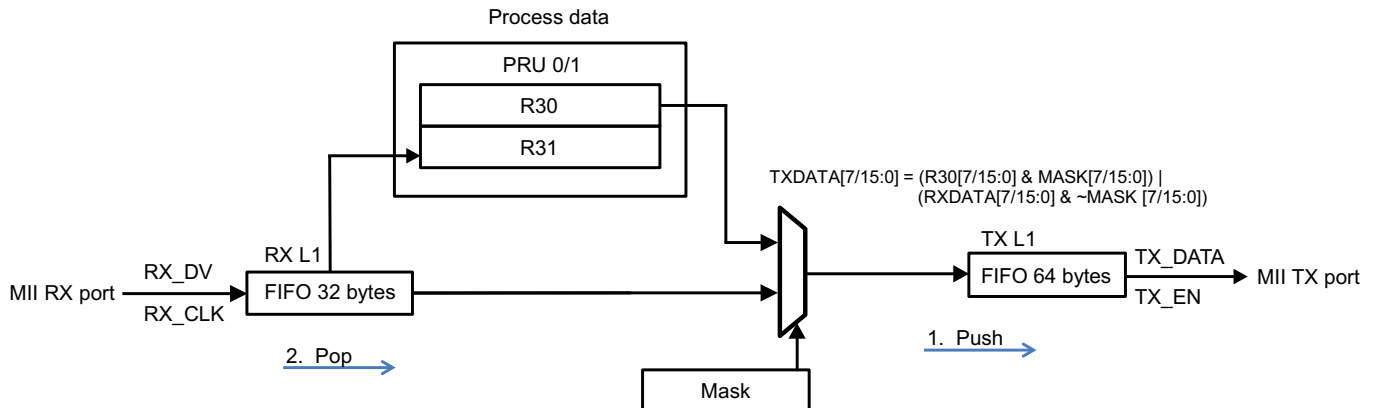 Process data
PRU 0/1
R30
R31
TXDATA[7/15:0] = (R30[7/15:0] & MASK[7/15:0]) |
(RXDATA[7/15:0] & ~MASK [7/15:0])
RX L1
TX L1
MII RX port
RX_DV
RX_CLK
FIFO 32 bytes
FIFO 64 bytes
TX_DATA
TX_EN
MII TX port
2. Pop
1. Push
Mask